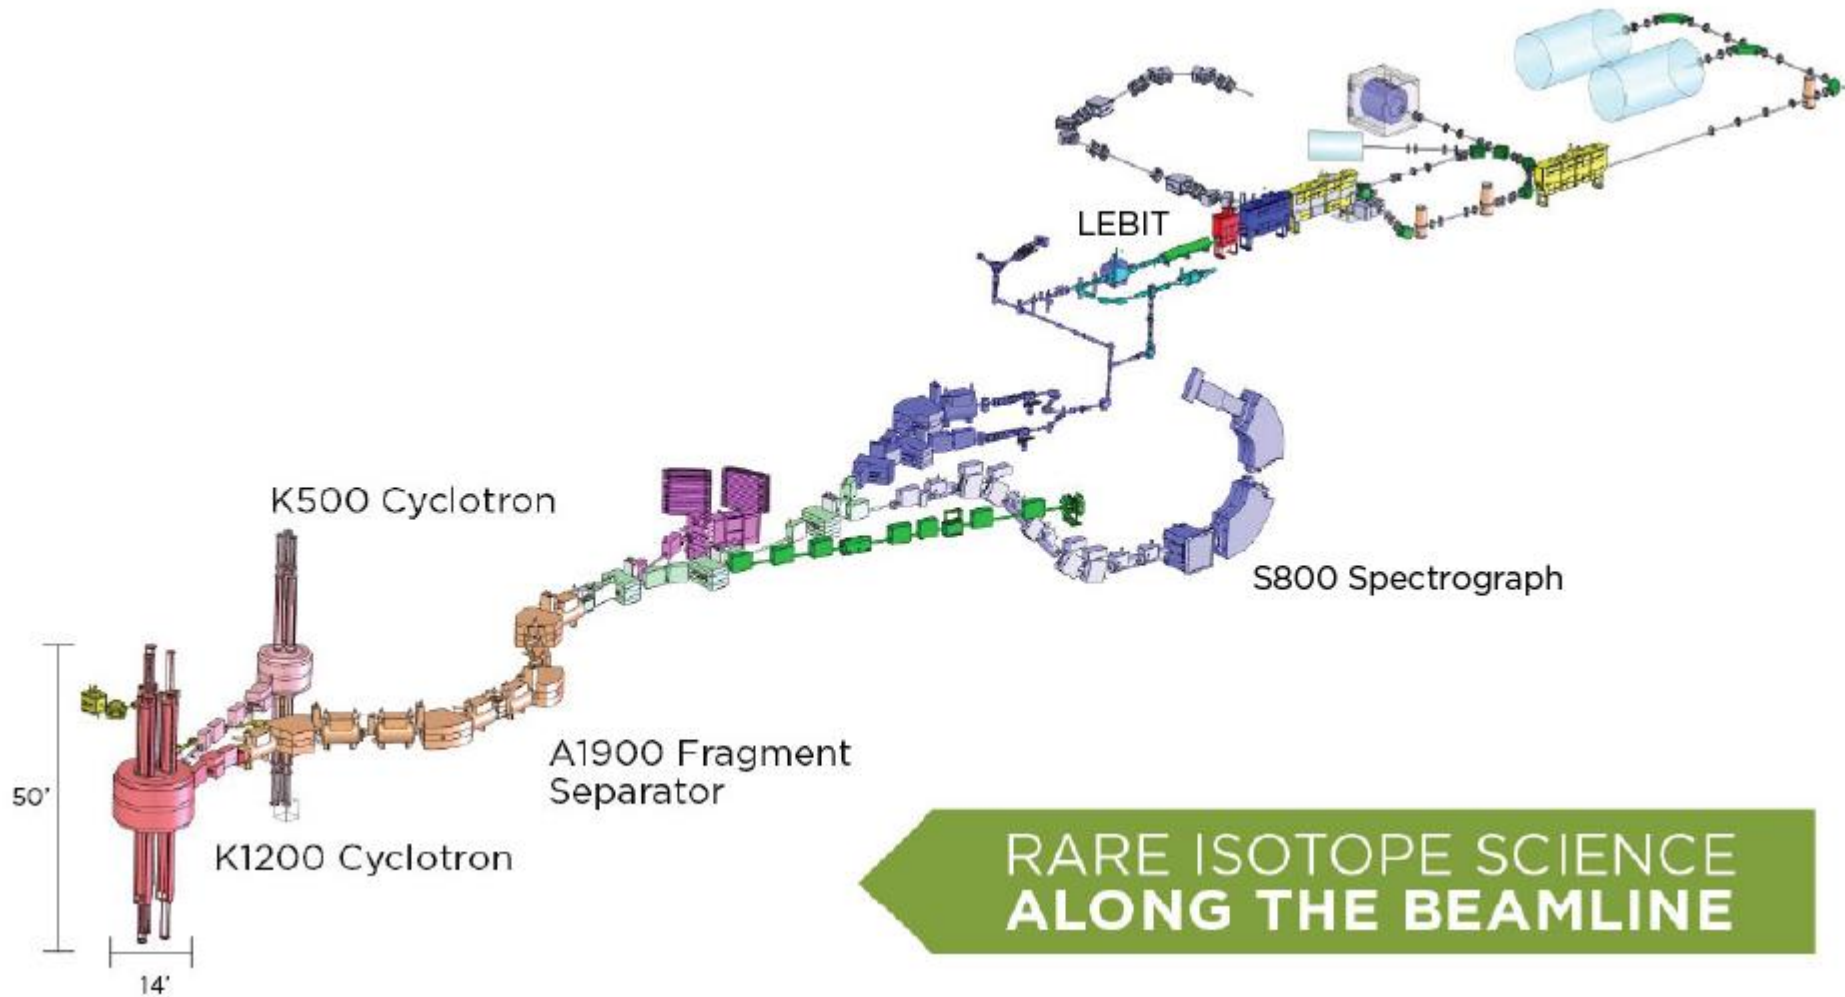 LEBIT
K500 Cyclotron
S800 Spectrograph
A1900 Fragment
Separator
50'
K1200 Cyclotron
14'
RARE ISOTOPE SCIENCE
ALONG THE BEAMLINE